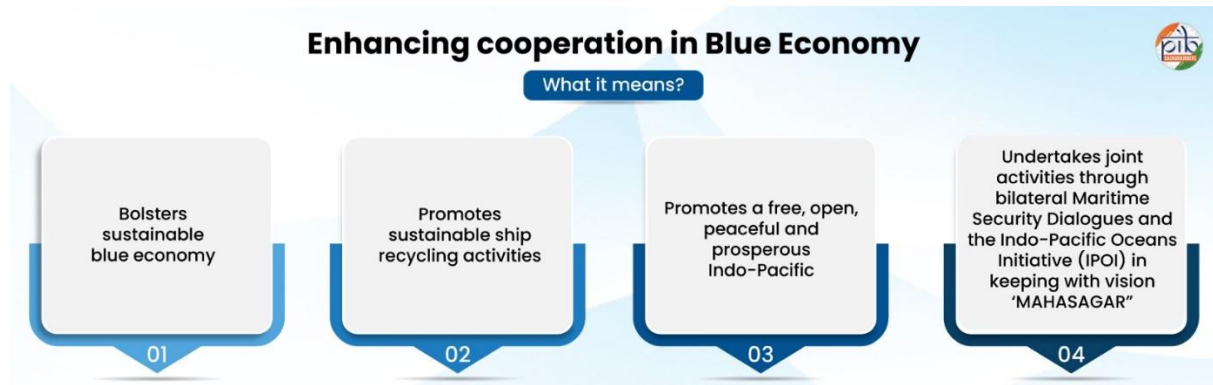 Enhancing cooperation in Blue Economy
pib
BACKGROUNDERS
What it means?
Bolsters
sustainable
blue economy
01
Promotes
sustainable ship
recycling activities
02
Promotes a free, open,
peaceful and
prosperous
Indo-Pacific
03
Undertakes joint
activities through
bilateral Maritime
Security Dialogues and
the Indo-Pacific Oceans
Initiative (IPOI) in
keeping with vision
‘MAHASAGAR”
04